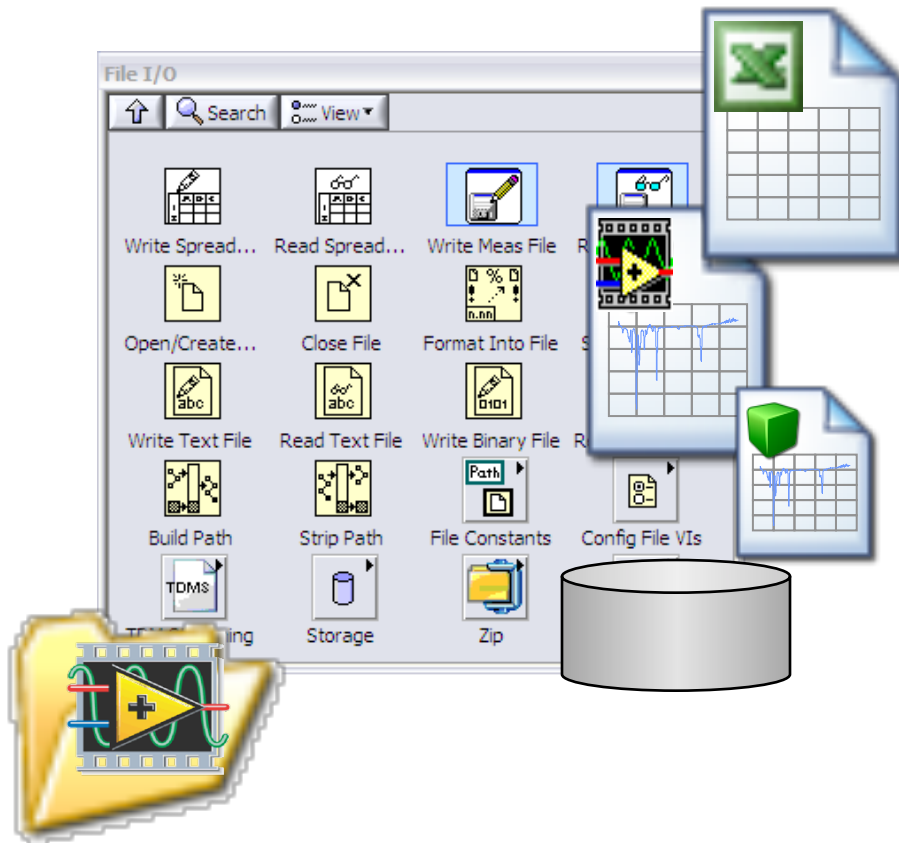 File I/O
Search View
Write Spread... Read Spread... Write Meas File
Open/Create... Close File Format Into File
n.nn
abc abc 0101
Write Text File Read Text File Write Binary File
Path
Build Path Strip Path File Constants Config File VIs
TDMS
Storage Zip